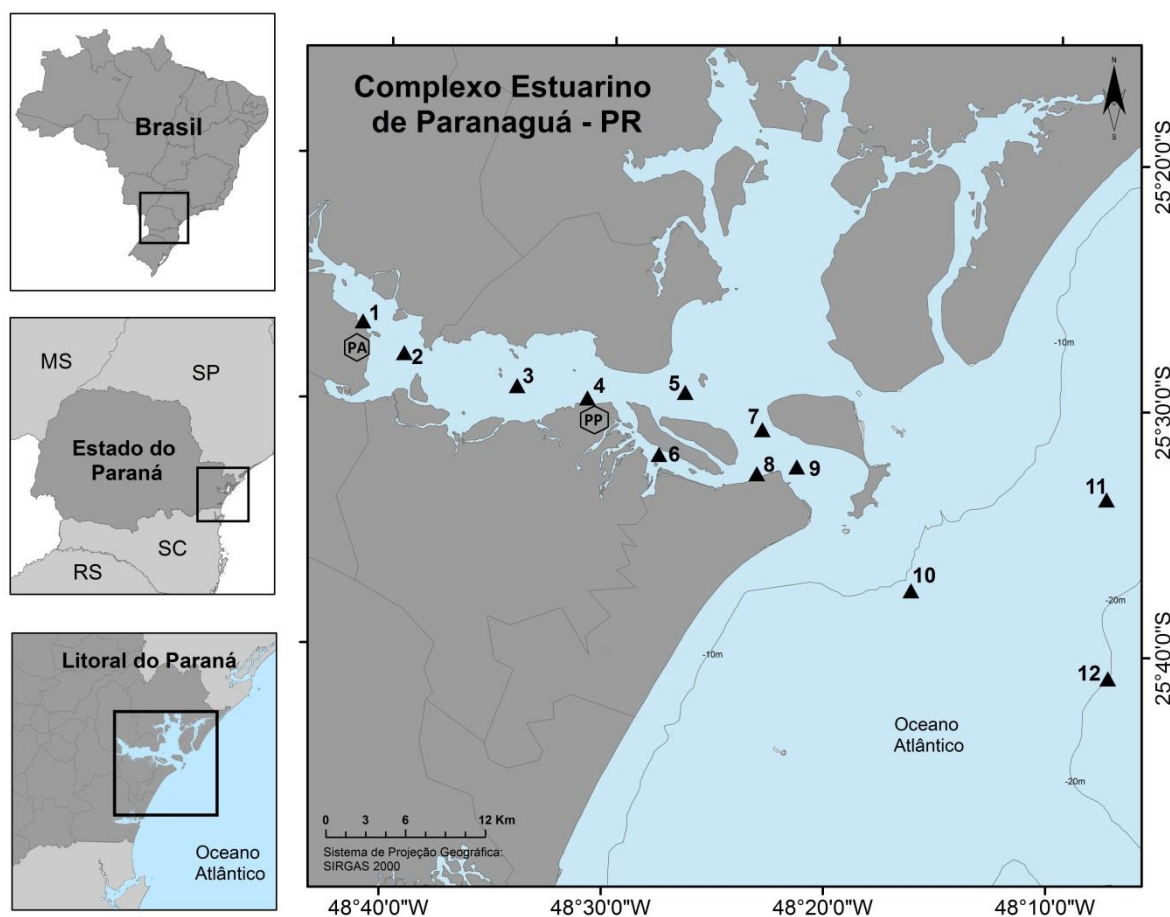 Brasil
MS
SP
Estado do
Paraná
SC
RS
Litoral do Paraná
Oceano
Atlântico
Complexo Estuarino
de Paranaguá - PR
N
S
25°20'0"S
25°30'0"S
25°40'0"S
1
PA
2
3
4
PP
5
6
7
8
9
10
11
12
-10m
-20m
-10m
-20m
Oceano
Atlântico
0 3 6 12 Km
Sistema de Projeção Geográfica:
SIRGAS 2000
48°40'0"W 48°30'0"W 48°20'0"W 48°10'0"W